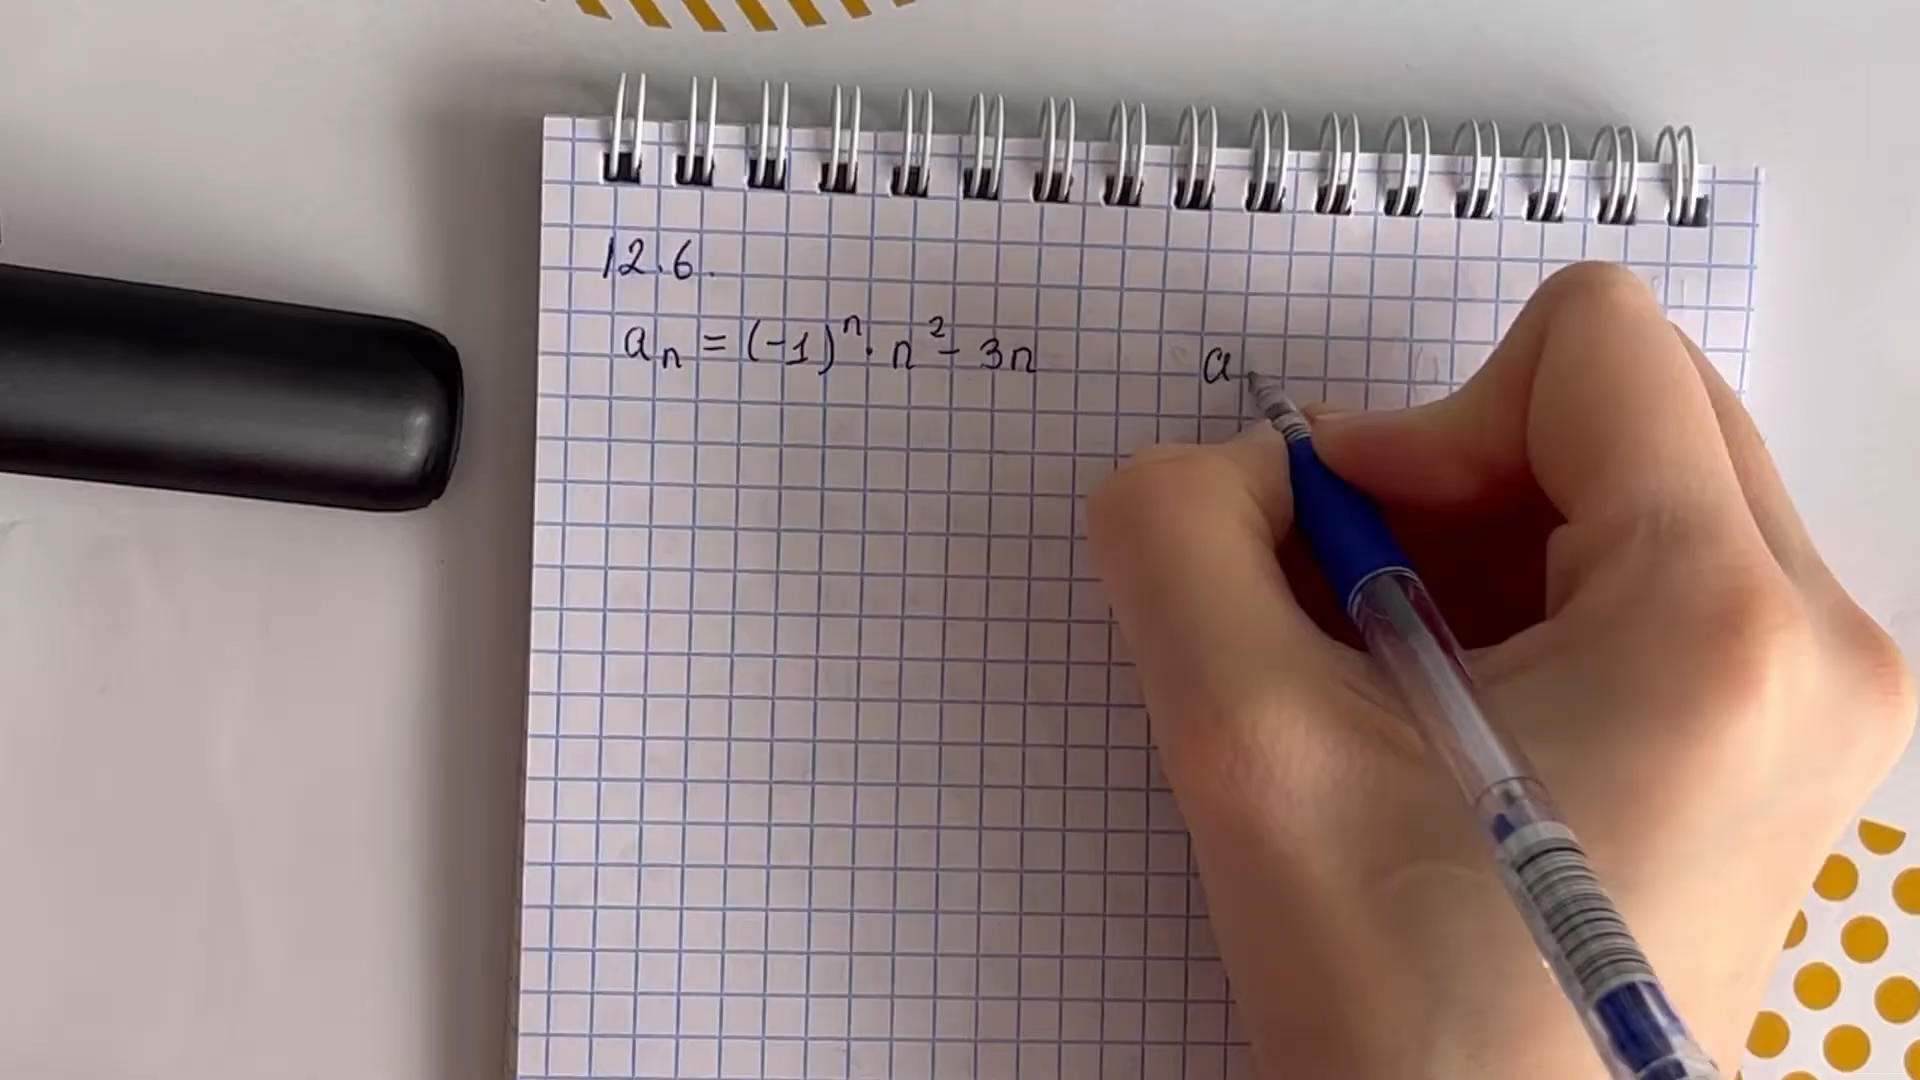 12.6.
aₙ = (-1)ⁿ · n² - 3n a